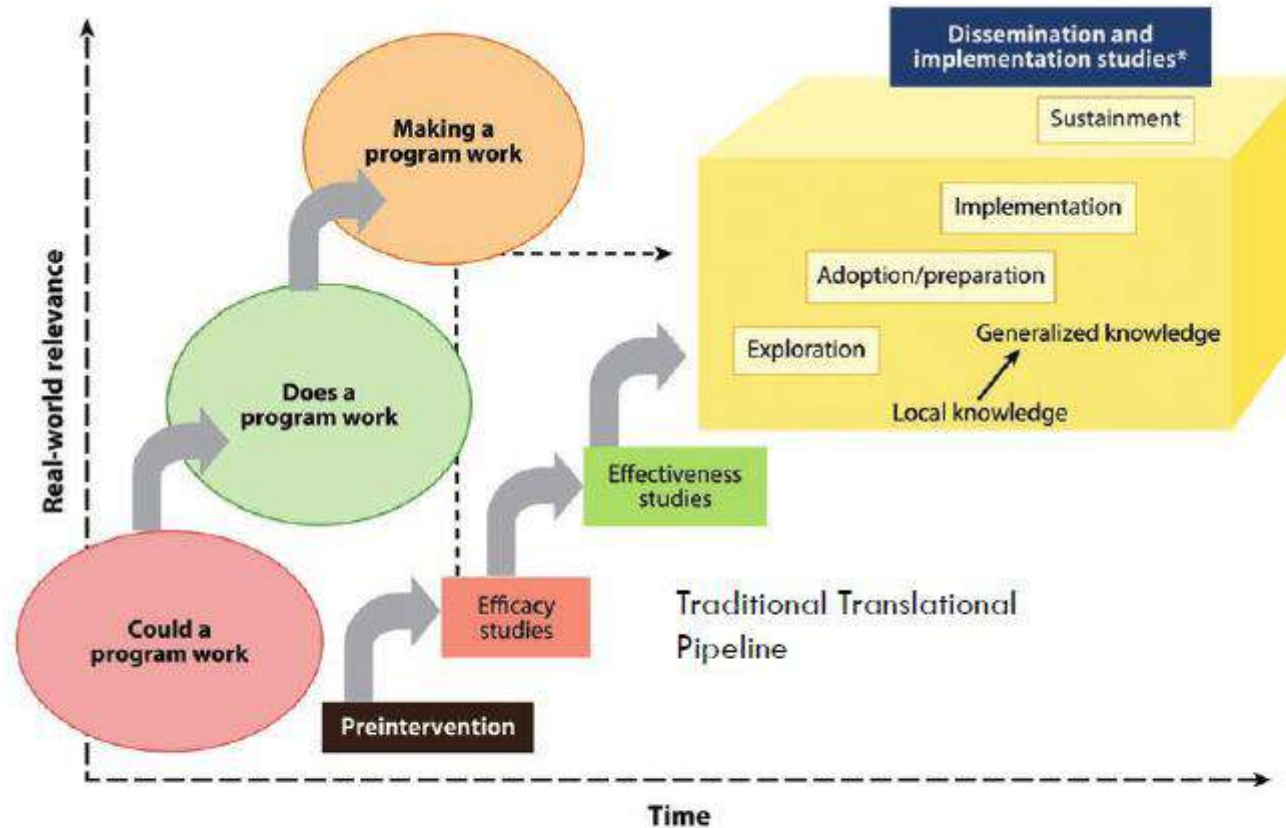 Dissemination and
implementation studies*
Sustainment
Making a
program work
Implementation
Adoption/preparation
Generalized knowledge
Exploration
Local knowledge
Does a
program work
Real-world relevance
Effectiveness
studies
Efficacy
studies
Traditional Translational
Pipeline
Could a
program work
Preintervention
Time